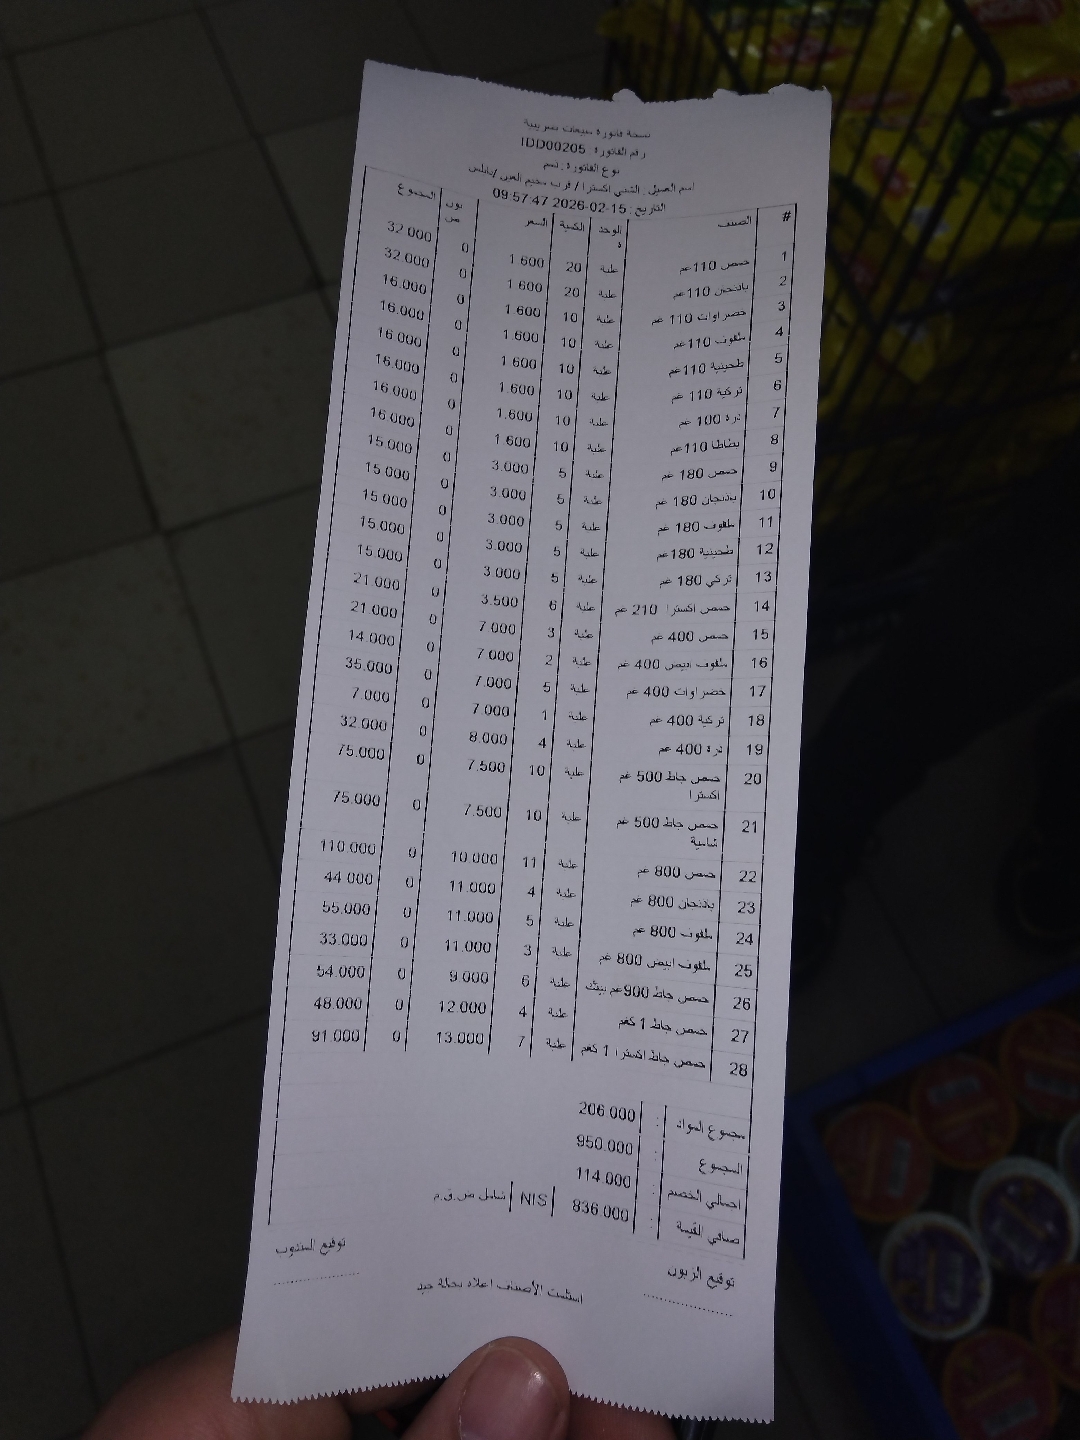 نسخة فاتورة مبيعات ضريبية
رقم الفاتورة: IDD00205
نوع الفاتورة: ذمم
اسم العميل: الشني اكسترا / قرب مخيم العين /نابلس
التاريخ: 2026-02-15 09:57:47
# الصنف الوحدة الكمية السعر بونص المجموع
1 حمص 110غم علبة 20 1.600 0 32.000
2 باذنجان 110غم علبة 20 1.600 0 32.000
3 خضراوات 110 غم علبة 10 1.600 0 16.000
4 ملفوف 110غم علبة 10 1.600 0 16.000
5 طحينية 110غم علبة 10 1.600 0 16.000
6 تركية 110 غم علبة 10 1.600 0 16.000
7 ذرة 100 غم علبة 10 1.600 0 16.000
8 بطاطا 110غم علبة 10 1.600 0 16.000
9 حمص 180 غم علبة 5 3.000 0 15.000
10 باذنجان 180 غم علبة 5 3.000 0 15.000
11 ملفوف 180 غم علبة 5 3.000 0 15.000
12 طحينية 180غم علبة 5 3.000 0 15.000
13 تركي 180 غم علبة 5 3.000 0 15.000
14 حمص اكسترا 210 غم علبة 6 3.500 0 21.000
15 حمص 400 غم علبة 3 7.000 0 21.000
16 ملفوف ابيض 400 غم علبة 2 7.000 0 14.000
17 خضراوات 400 غم علبة 5 7.000 0 35.000
18 تركية 400 غم علبة 1 7.000 0 7.000
19 ذرة 400 غم علبة 4 8.000 0 32.000
20 حمص جاط 500 غم اكسترا علبة 10 7.500 0 75.000
21 حمص جاط 500 غم شامية علبة 10 7.500 0 75.000
22 حمص 800 غم علبة 11 10.000 0 110.000
23 باذنجان 800 غم علبة 4 11.000 0 44.000
24 ملفوف 800 غم علبة 5 11.000 0 55.000
25 ملفوف ابيض 800 غم علبة 3 11.000 0 33.000
26 حمص جاط 900غم علبة 6 9.000 0 54.000
27 حمص جاط 1 كغم علبة 4 12.000 0 48.000
28 حمص جاط اكسترا 1 كغم علبة 7 13.000 0 91.000
مجموع المواد : 206.000
المجموع : 950.000
اجمالي الخصم : 114.000
صافي القيمة : 836.000 NIS شامل ض.ق.م
توقيع الزبون توقيع المندوب
استلمت الأصناف اعلاه بحالة جيد